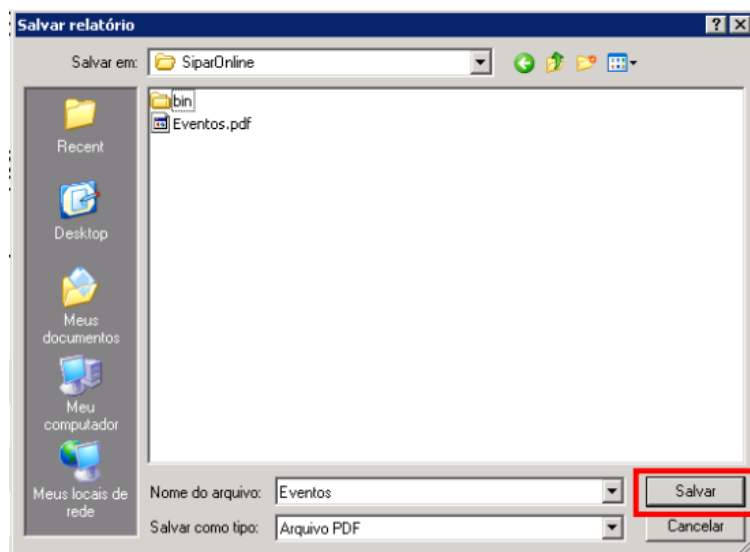 Salvar relatório
Salvar em: SiparOnline
bin
Eventos.pdf
Recent
Desktop
Meus
documentos
Meu
computador
Meus locais de
rede
Nome do arquivo: Eventos Salvar
Salvar como tipo: Arquivo PDF Cancelar